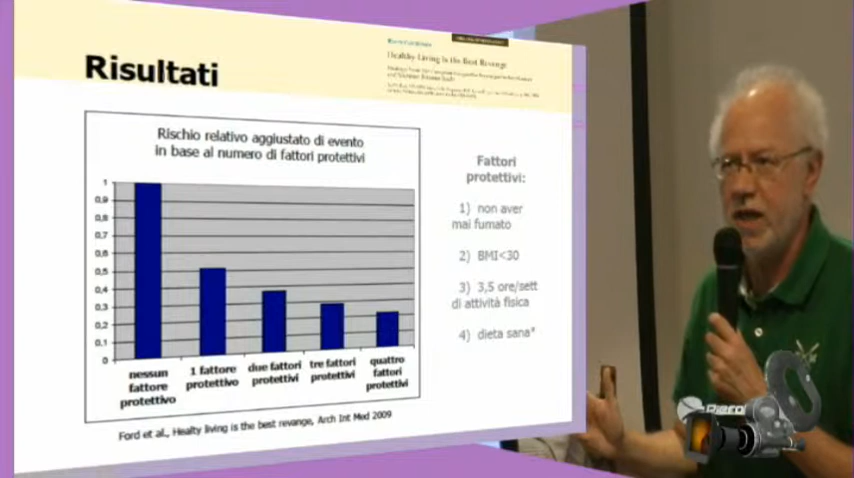 Risultati
Healthy Living Is the Best Revenge
Rischio relativo aggiustato di evento
in base al numero di fattori protettivi
1
0,9
0,8
0,7
0,6
0,5
0,4
0,3
0,2
0,1
0
nessun
fattore
protettivo
1 fattore
protettivo
due fattori
protettivi
tre fattori
protettivi
quattro
fattori
protettivi
Ford et al., Healty living is the best revange, Arch Int Med 2009
Fattori
protettivi:
1) non aver
mai fumato
2) BMI<30
3) 3,5 ore/sett
di attività fisica
4) dieta sana*
Piero